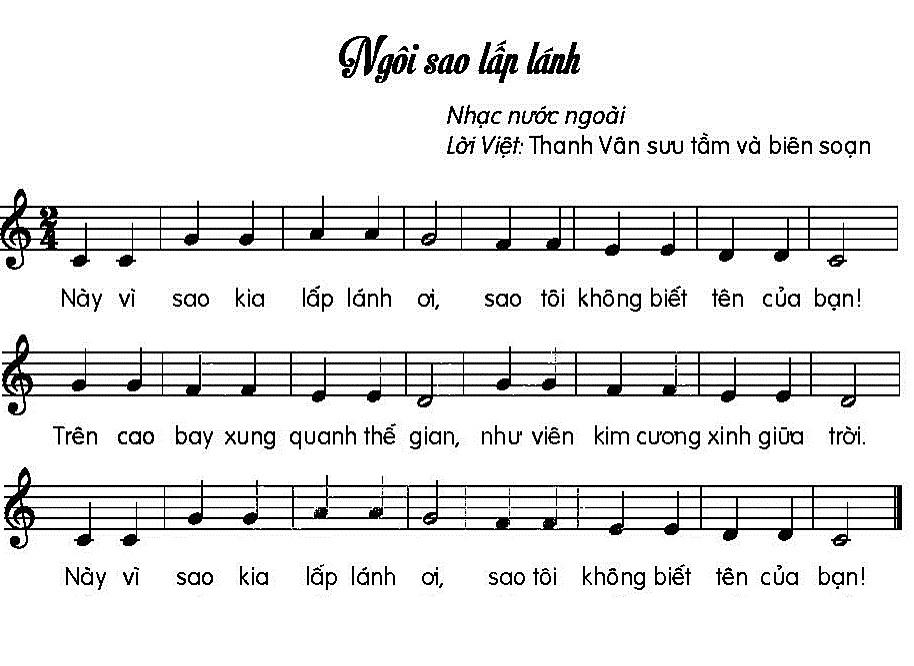 Ngôi sao lấp lánh
Nhạc nước ngoài
Lời Việt: Thanh Vân sưu tầm và biên soạn
2
4
Này vì sao kia lấp lánh ơi, sao tôi không biết tên của bạn!
Trên cao bay xung quanh thế gian, như viên kim cương xinh giữa trời.
Này vì sao kia lấp lánh ơi, sao tôi không biết tên của bạn!